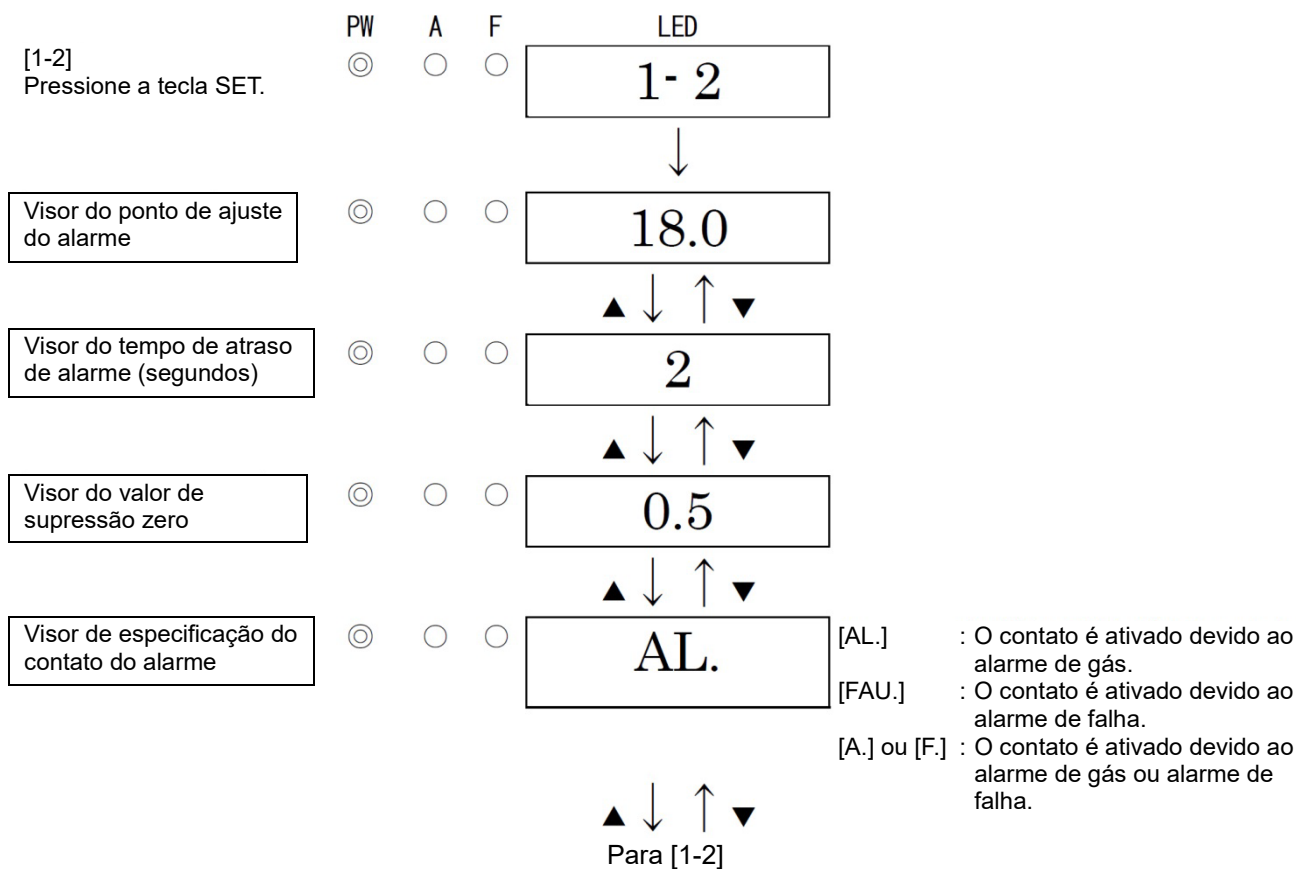 PW A F LED
[1-2]
Pressione a tecla SET.
1- 2
↓
Visor do ponto de ajuste
do alarme
18.0
▲ ↓ ↑ ▼
Visor do tempo de atraso
de alarme (segundos)
2
▲ ↓ ↑ ▼
Visor do valor de
supressão zero
0.5
▲ ↓ ↑ ▼
Visor de especificação do
contato do alarme
AL.
[AL.] : O contato é ativado devido ao
alarme de gás.
[FAU.] : O contato é ativado devido ao
alarme de falha.
[A.] ou [F.] : O contato é ativado devido ao
alarme de gás ou alarme de
falha.
▲ ↓ ↑ ▼
Para [1-2]